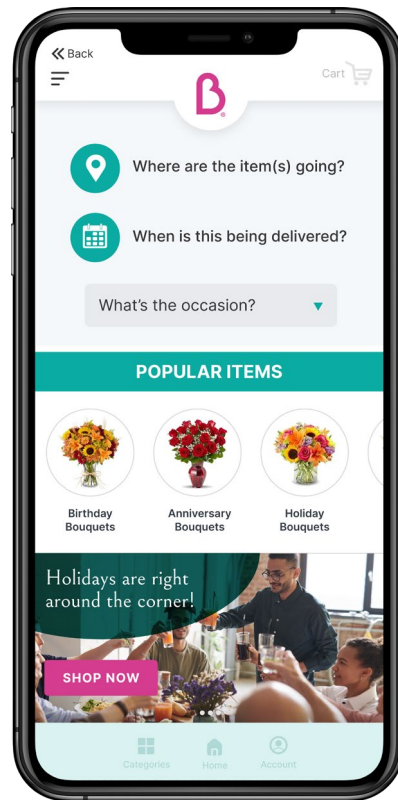 Back
Cart
B
Where are the item(s) going?
When is this being delivered?
What's the occasion?
POPULAR ITEMS
Birthday
Bouquets
Anniversary
Bouquets
Holiday
Bouquets
Holidays are right
around the corner!
SHOP NOW
Categories
Home
Account